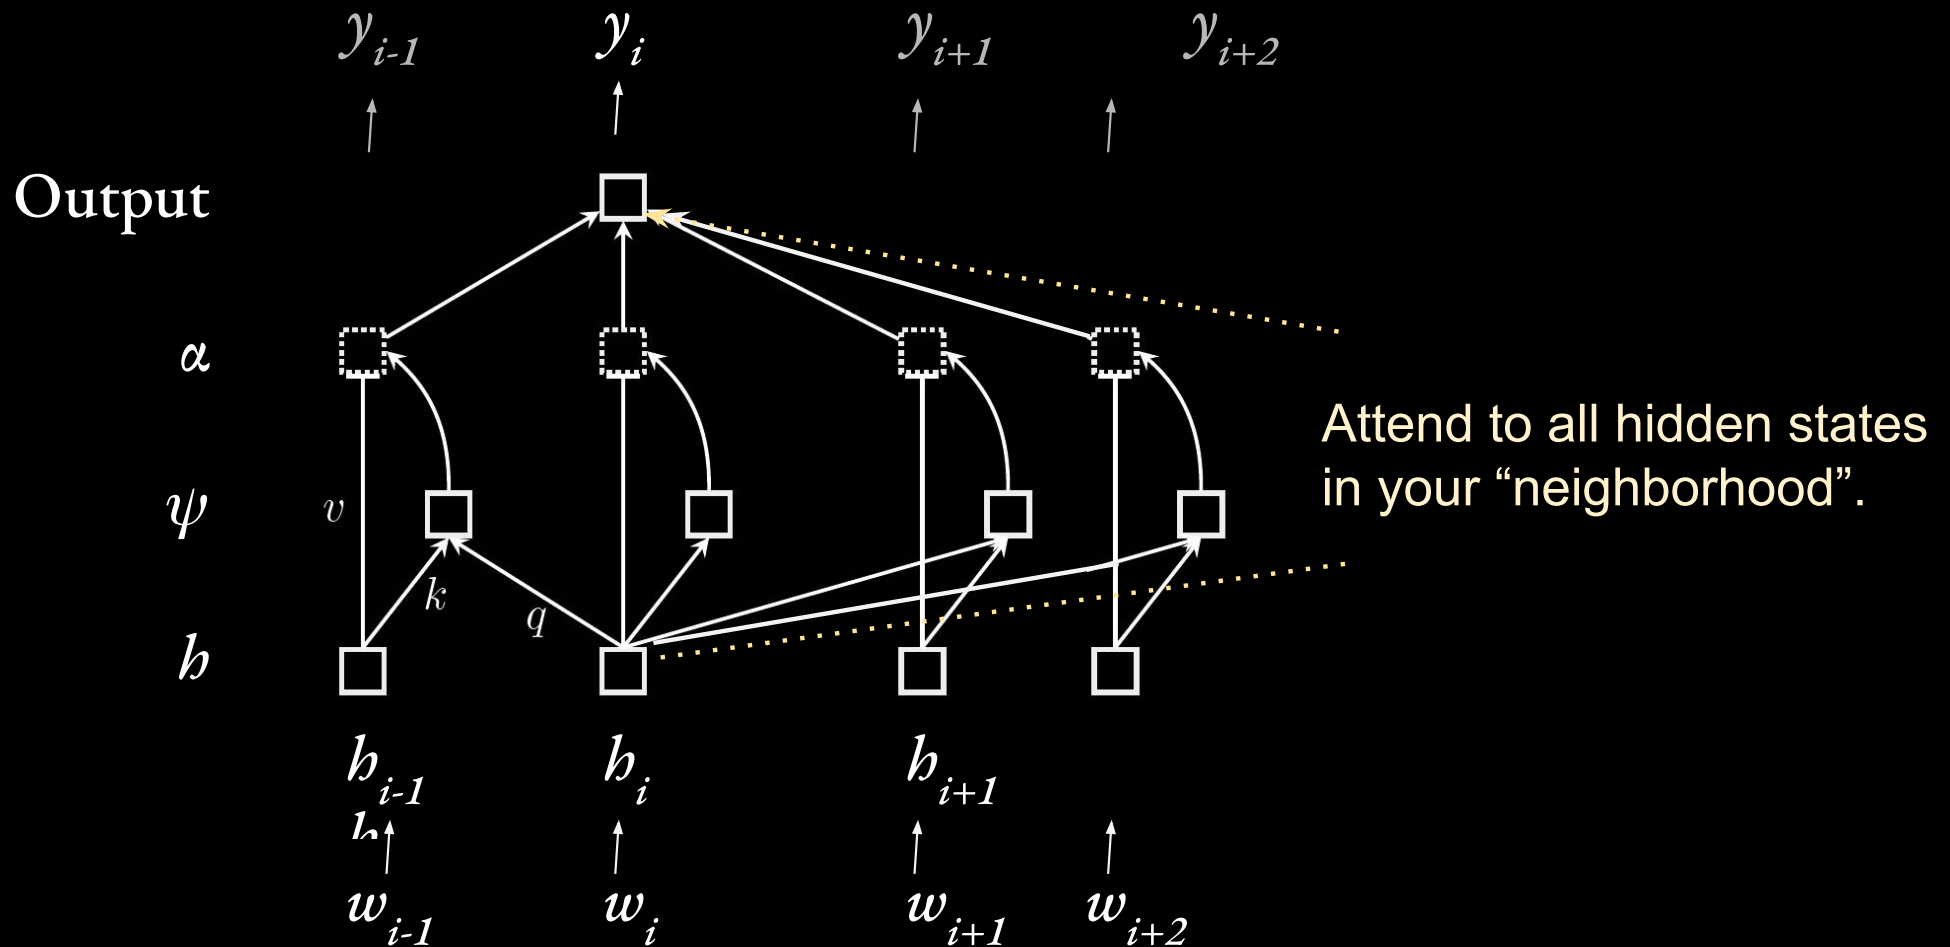 y_{i-1} y_i y_{i+1} y_{i+2}
Output
α
Attend to all hidden states
in your “neighborhood”.
ψ
v
k
q
h
h_{i-1} h_i h_{i+1}
h
w_{i-1} w_i w_{i+1} w_{i+2}